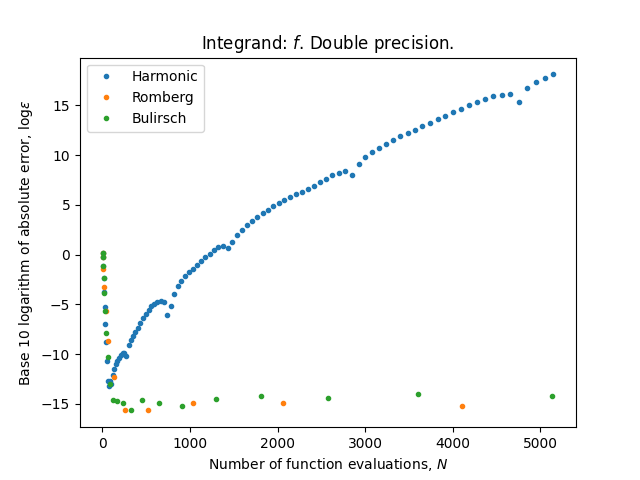 Integrand: f. Double precision.
Harmonic
Romberg
Bulirsch
Base 10 logarithm of absolute error, logε
15
10
5
0
−5
−10
−15
0 1000 2000 3000 4000 5000
Number of function evaluations, N